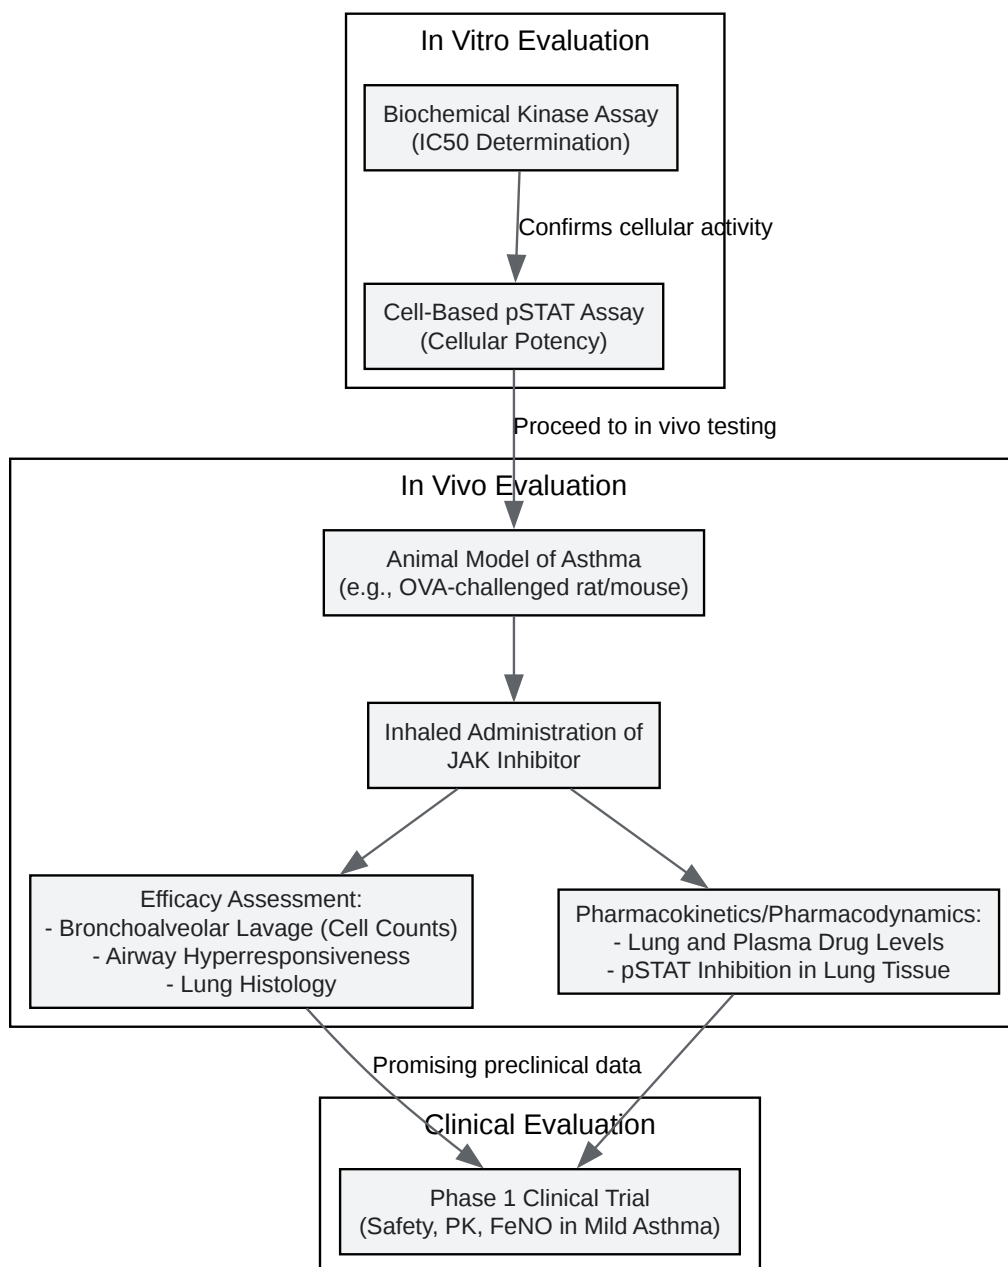 In Vitro Evaluation
Biochemical Kinase Assay
(IC50 Determination)
Confirms cellular activity
Cell-Based pSTAT Assay
(Cellular Potency)
Proceed to in vivo testing
In Vivo Evaluation
Animal Model of Asthma
(e.g., OVA-challenged rat/mouse)
Inhaled Administration of
JAK Inhibitor
Efficacy Assessment:
- Bronchoalveolar Lavage (Cell Counts)
- Airway Hyperresponsiveness
- Lung Histology
Pharmacokinetics/Pharmacodynamics:
- Lung and Plasma Drug Levels
- pSTAT Inhibition in Lung Tissue
Promising preclinical data
Clinical Evaluation
Phase 1 Clinical Trial
(Safety, PK, FeNO in Mild Asthma)